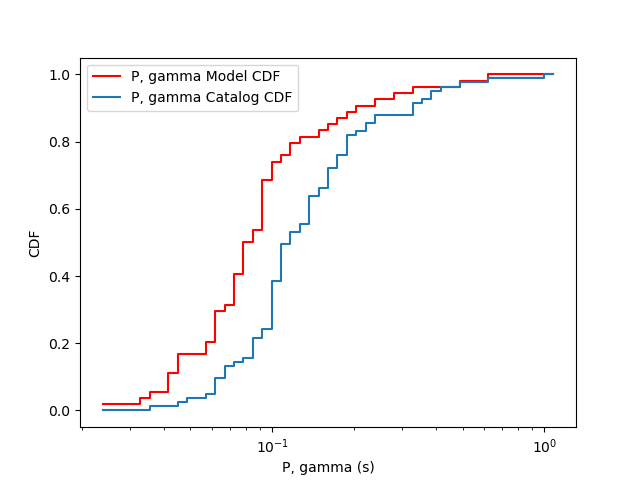 P, gamma Model CDF
P, gamma Catalog CDF
1.0
0.8
0.6
0.4
0.2
0.0
CDF
10⁻¹ 10⁰
P, gamma (s)